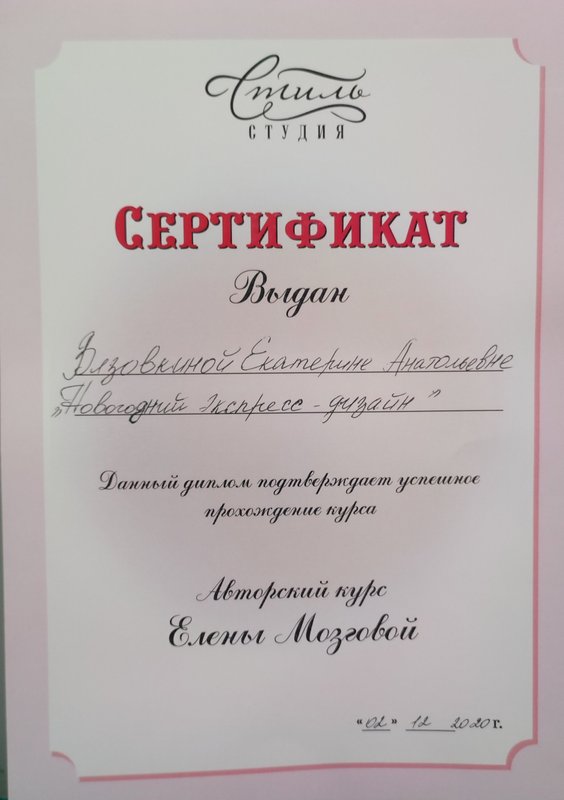 Стиль
СТУДИЯ
СЕРТИФИКАТ
Выдан
Вязовкиной Екатерине Анатольевне
„Новогодний экспресс - дизайн"
Данный диплом подтверждает успешное
прохождение курса
Авторский курс
Елены Мозговой
«02» 12 2020 г.